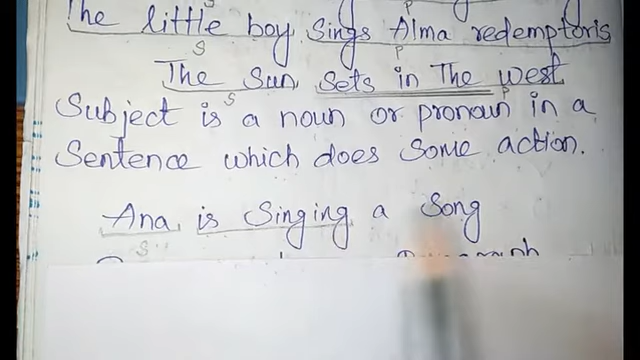 The little boy Sings Alma redemptoris
S P
The Sun Sets in The west
S P
Subject is a noun or pronoun in a
Sentence which does Some action.
Ana is Singing a Song
S